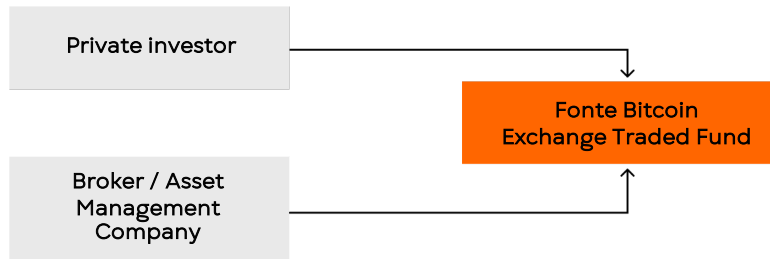 Private investor
Fonte Bitcoin
Exchange Traded Fund
Broker / Asset
Management
Company